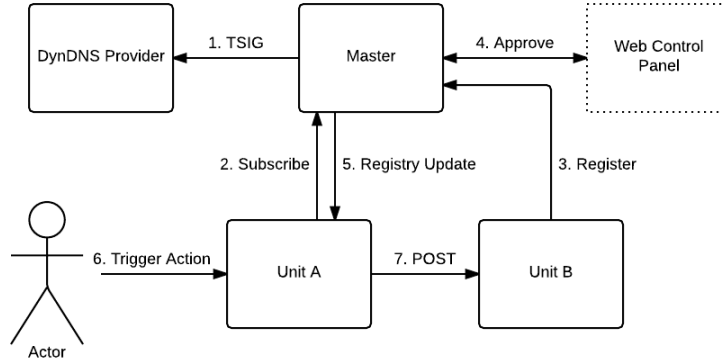 1. TSIG
4. Approve
DynDNS Provider
Master
Web Control
Panel
2. Subscribe
5. Registry Update
3. Register
6. Trigger Action
Unit A
7. POST
Unit B
Actor